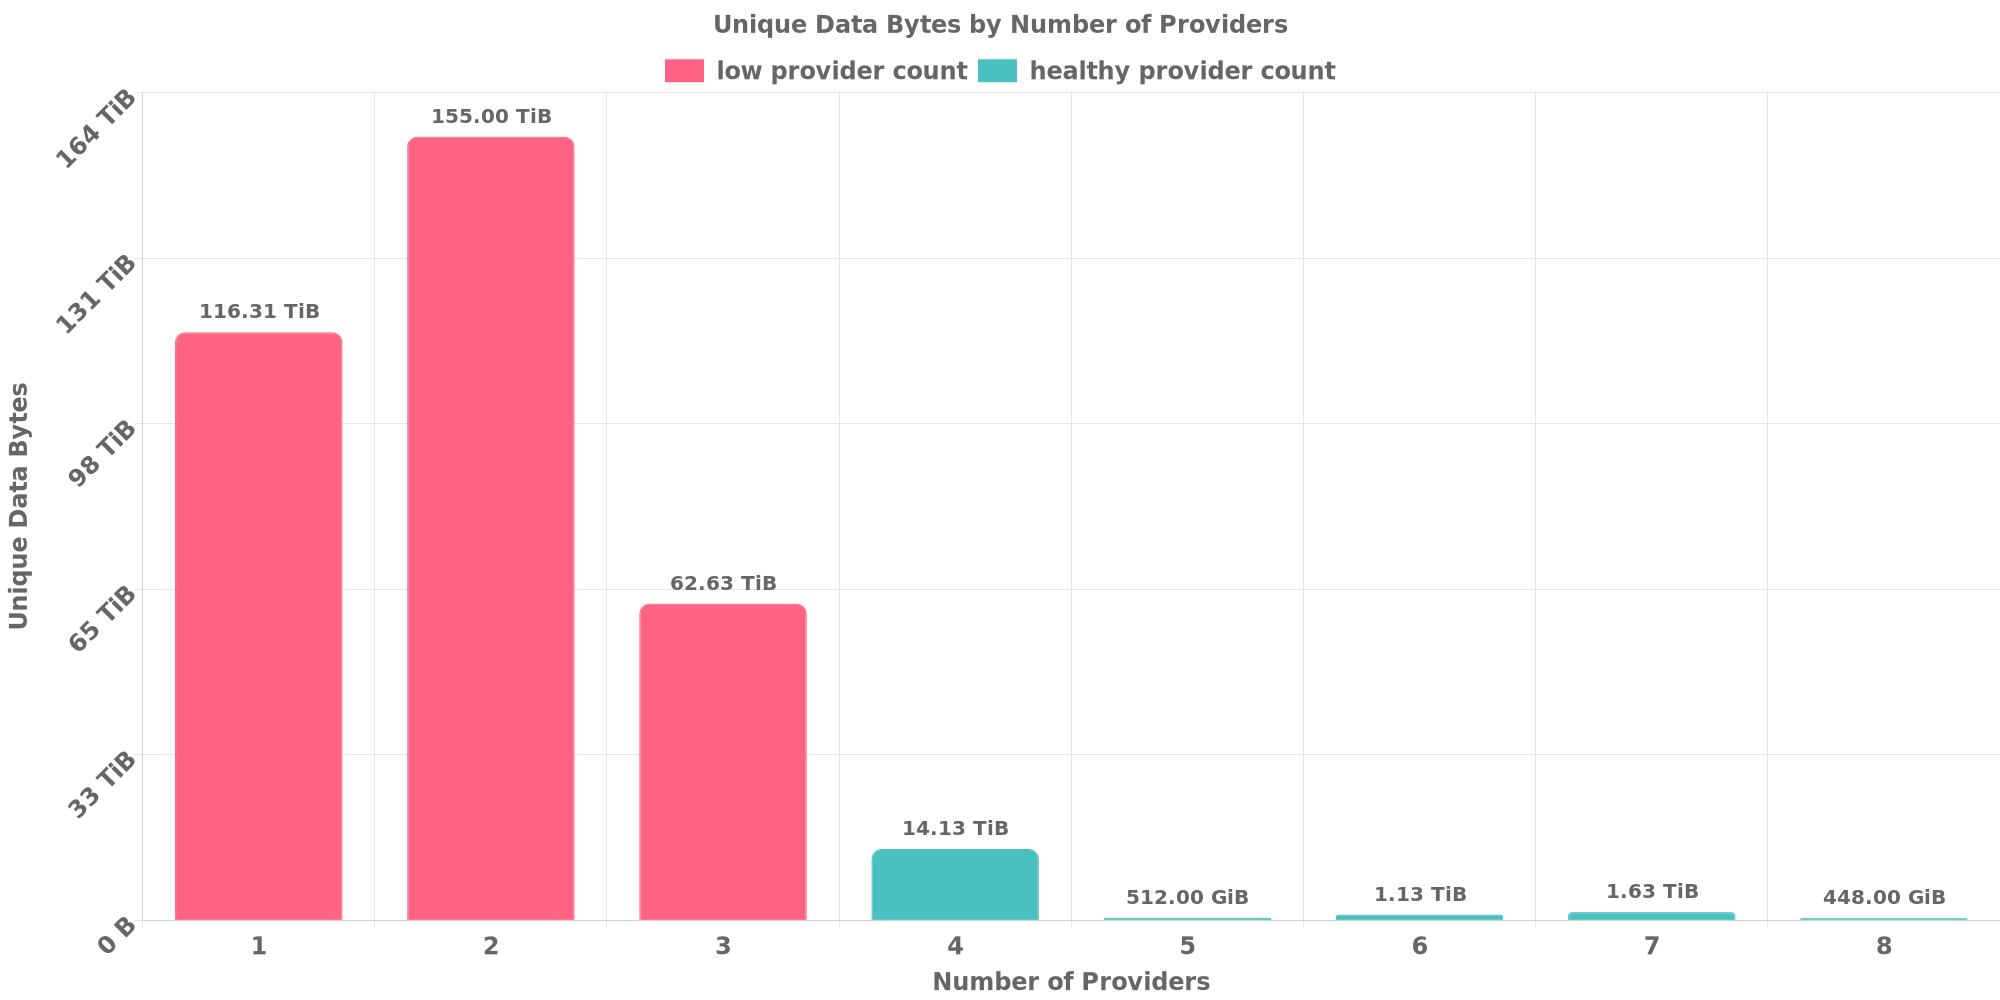 Unique Data Bytes by Number of Providers
low provider count healthy provider count
164 TiB
131 TiB
98 TiB
65 TiB
33 TiB
0 B
Unique Data Bytes
116.31 TiB
155.00 TiB
62.63 TiB
14.13 TiB
512.00 GiB
1.13 TiB
1.63 TiB
448.00 GiB
1 2 3 4 5 6 7 8
Number of Providers